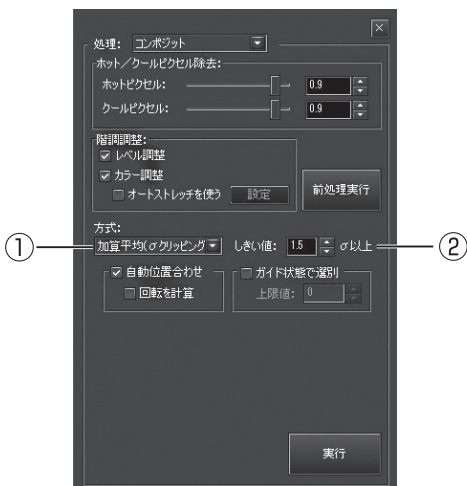 処理: コンポジット
ホット／クールピクセル除去:
ホットピクセル: 0.9
クールピクセル: 0.9
階調調整:
レベル調整
カラー調整
オートストレッチを使う 設定
前処理実行
方式:
① 加算平均(σクリッピング しきい値: 1.5 σ以上 ②
自動位置合わせ ガイド状態で選別
回転を計算 上限値: 0
実行